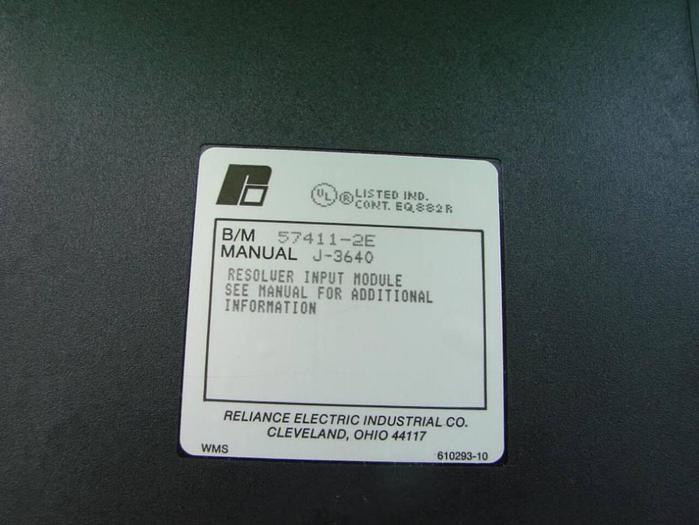 UL ® LISTED IND.
CONT. EQ.882R
B/M 57411-2E
MANUAL J-3640
RESOLVER INPUT MODULE
SEE MANUAL FOR ADDITIONAL
INFORMATION
RELIANCE ELECTRIC INDUSTRIAL CO.
CLEVELAND, OHIO 44117
WMS 610293-10